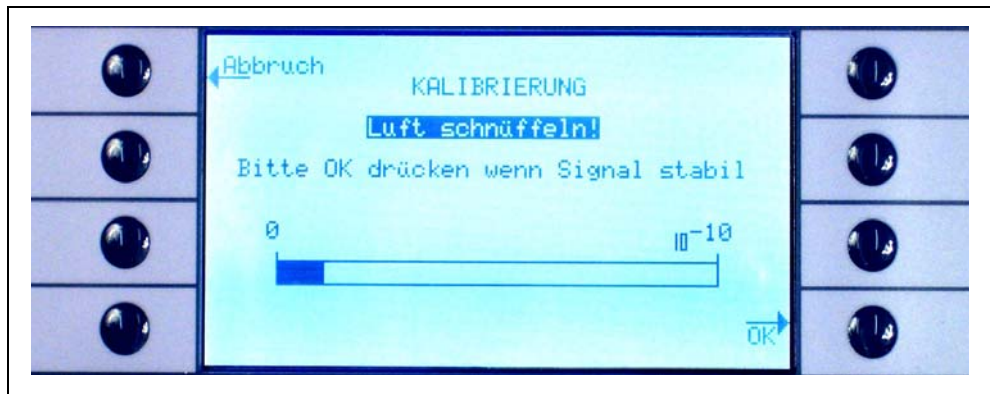 Abbruch
KALIBRIERUNG
Luft schnüffeln!
Bitte OK drücken wenn Signal stabil
0 10-10
OK